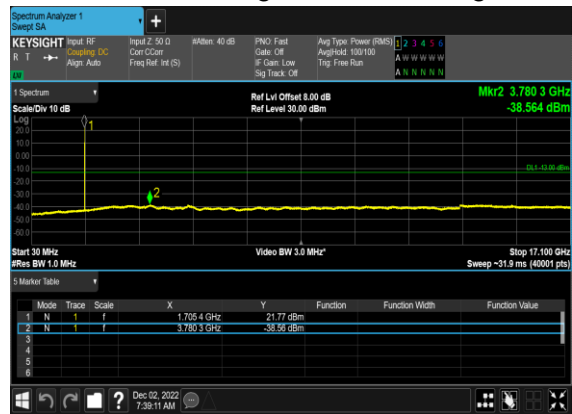 Spectrum Analyzer 1
Swept SA
KEYSIGHT Input: RF Input Z: 50 Ω #Atten: 40 dB PNO: Fast Avg Type: Power (RMS) 1 2 3 4 5 6
R T Coupling: DC Corr CCorr Gate: Off Avg|Hold: 100/100 A W W W W W
Align: Auto Freq Ref: Int (S) IF Gain: Low Trig: Free Run
LW Sig Track: Off A N N N N N
1 Spectrum Ref Lvl Offset 8.00 dB Mkr2 3.780 3 GHz
Scale/Div 10 dB Ref Level 30.00 dBm -38.564 dBm
Log
20.0
1
10.0
0.00
-10.0
DL1 -13.00 dBm
-20.0
-30.0
2
-40.0
-50.0
-60.0
Start 30 MHz Video BW 3.0 MHz* Stop 17.100 GHz
#Res BW 1.0 MHz Sweep ~31.9 ms (40001 pts)
5 Marker Table
Mode Trace Scale X Y Function Function Width Function Value
1 N 1 f 1.705 4 GHz 21.77 dBm
2 N 1 f 3.780 3 GHz -38.56 dBm
3
4
5
6
? Dec 02, 2022
7:39:11 AM